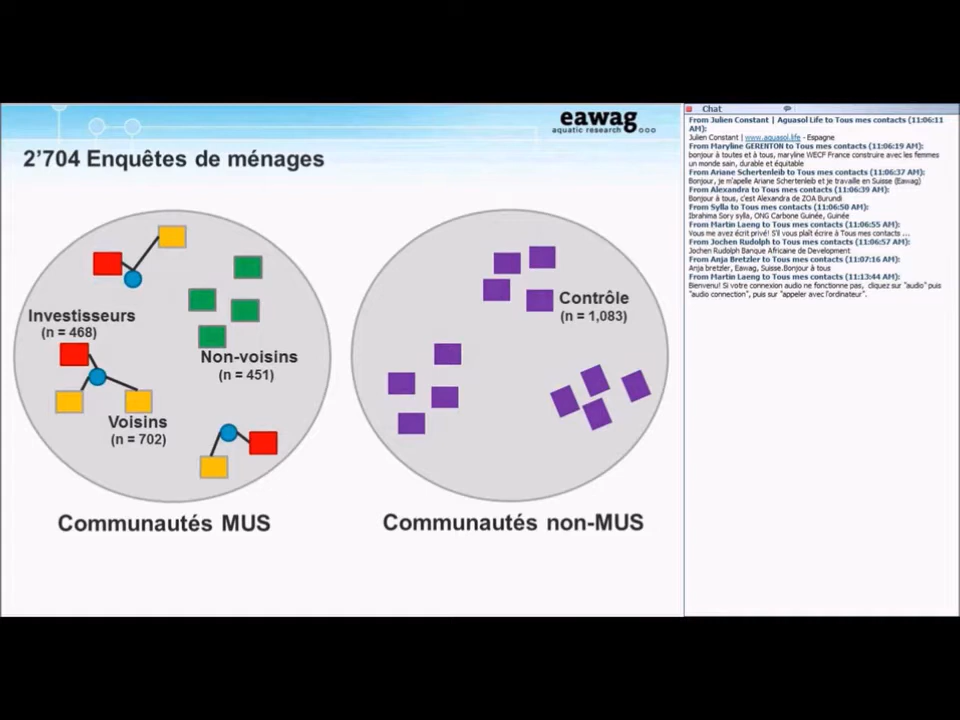 eawag
aquatic research
2'704 Enquêtes de ménages
Investisseurs
(n = 468)
Non-voisins
(n = 451)
Voisins
(n = 702)
Communautés MUS
Contrôle
(n = 1,083)
Communautés non-MUS
Chat
From Julien Constant | Aguasol Life to Tous mes contacts (11:06:11
AM):
Julien Constant | www.aquasol.life - Espagne
From Maryline GERENTON to Tous mes contacts (11:06:19 AM):
bonjour à toutes et à tous, maryline WECF France construire avec les femmes
un monde sain, durable et équitable
From Ariane Schertenleib to Tous mes contacts (11:06:37 AM):
Bonjour, je m'apelle Ariane Schertenleib et je travaille en Suisse (Eawag)
From Alexandra to Tous mes contacts (11:06:39 AM):
Bonjour à tous, c'est Alexandra de ZOA Burundi
From Sylla to Tous mes contacts (11:06:50 AM):
Ibrahima Sory sylla, ONG Carbone Guinée, Guinée
From Martin Laeng to Tous mes contacts (11:06:55 AM):
Vous me avez écrit privé! S'il vous plaît écrire à Tous mes contacts ...
From Jochen Rudolph to Tous mes contacts (11:06:57 AM):
Jochen Rudolph Banque Africaine de Development
From Anja Bretzler to Tous mes contacts (11:07:16 AM):
Anja bretzler, Eawag, Suisse.Bonjour à tous
From Martin Laeng to Tous mes contacts (11:13:44 AM):
Bienvenu! Si votre connexion audio ne fonctionne pas, cliquez sur "audio" puis
"audio connection", puis sur "appeler avec l'ordinateur".